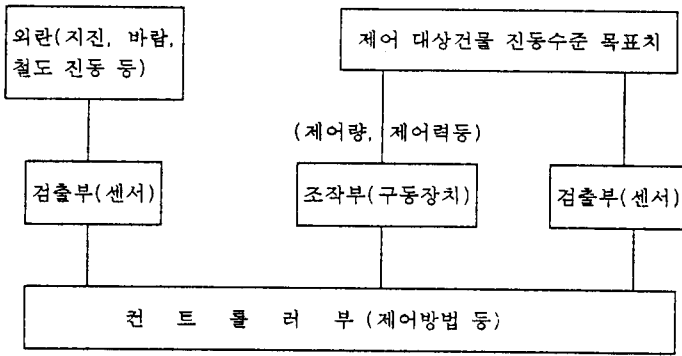 외란(지진, 바람,
철도 진동 등)
제어 대상건물 진동수준 목표치
(제어량, 제어력등)
검출부(센서)
조작부(구동장치)
검출부(센서)
컨 트 롤 러 부 (제어방법 등)